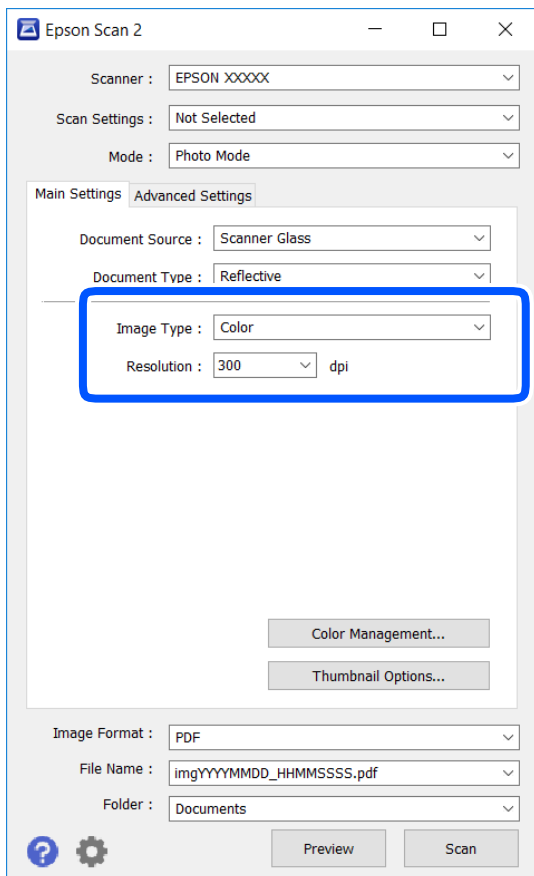 Epson Scan 2
Scanner : EPSON XXXXX
Scan Settings : Not Selected
Mode : Photo Mode
Main Settings Advanced Settings
Document Source : Scanner Glass
Document Type : Reflective
Image Type : Color
Resolution : 300 dpi
Color Management...
Thumbnail Options...
Image Format : PDF
File Name : imgYYYYMMDD_HHMMSSSS.pdf
Folder : Documents
? Preview Scan